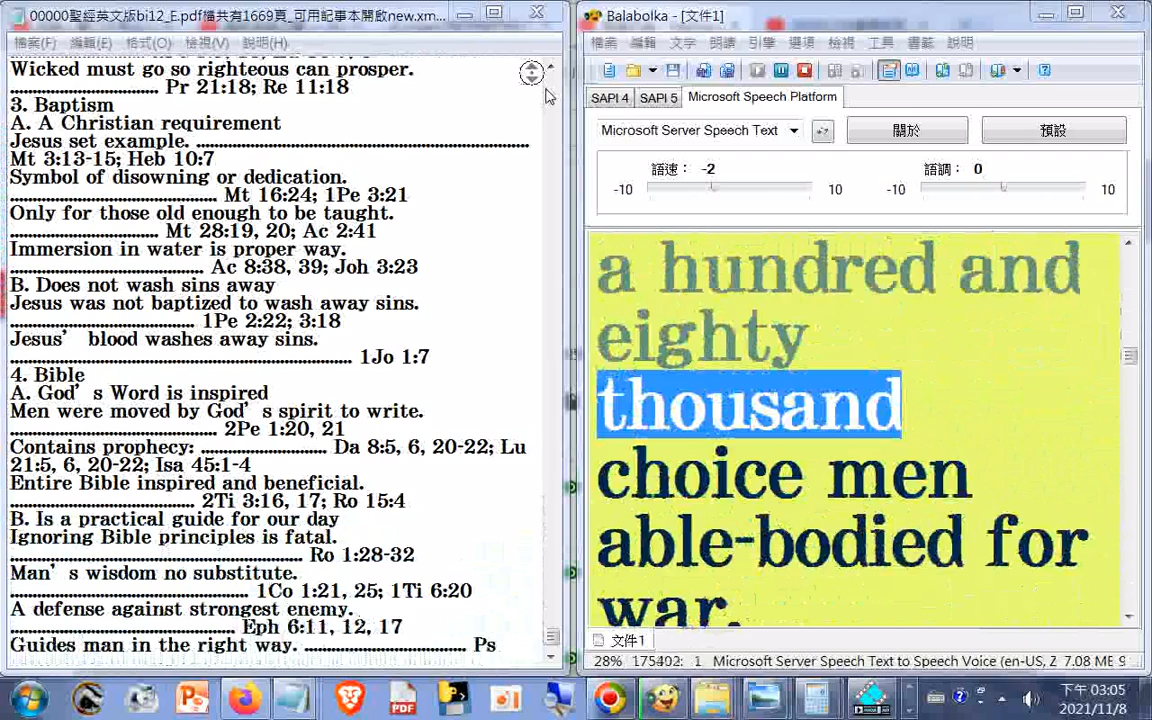 00000聖經英文版bi12_E.pdf檔共有1669頁_可用記事本開啟new.xm...
檔案(F) 編輯(E) 格式(O) 檢視(V) 說明(H)
Wicked must go so righteous can prosper.
................................ Pr 21:18; Re 11:18
3. Baptism
A. A Christian requirement
Jesus set example. ........................................................................
Mt 3:13-15; Heb 10:7
Symbol of disowning or dedication.
............................................. Mt 16:24; 1Pe 3:21
Only for those old enough to be taught.
................................ Mt 28:19, 20; Ac 2:41
Immersion in water is proper way.
.......................................... Ac 8:38, 39; Joh 3:23
B. Does not wash sins away
Jesus was not baptized to wash away sins.
........................................ 1Pe 2:22; 3:18
Jesus’ blood washes away sins.
.......................................................................... 1Jo 1:7
4. Bible
A. God’s Word is inspired
Men were moved by God’s spirit to write.
............................................. 2Pe 1:20, 21
Contains prophecy: ........................... Da 8:5, 6, 20-22; Lu
21:5, 6, 20-22; Isa 45:1-4
Entire Bible inspired and beneficial.
........................................ 2Ti 3:16, 17; Ro 15:4
B. Is a practical guide for our day
Ignoring Bible principles is fatal.
............................................................... Ro 1:28-32
Man’s wisdom no substitute.
.................................................... 1Co 1:21, 25; 1Ti 6:20
A defense against strongest enemy.
................................................. Eph 6:11, 12, 17
Guides man in the right way. ................................... Ps
Balabolka - [文件1]
檔案 編輯 文字 朗讀 引擎 選項 檢視 工具 書籤 說明
SAPI 4 SAPI 5 Microsoft Speech Platform
Microsoft Server Speech Text 關於 預設
語速： -2 語調： 0
-10 10 -10 10
a hundred and
eighty
thousand
choice men
able-bodied for
war.
文件1
28% 175402: 1 Microsoft Server Speech Text to Speech Voice (en-US, Z 7.08 MB
PDF
下午 03:05
2021/11/8